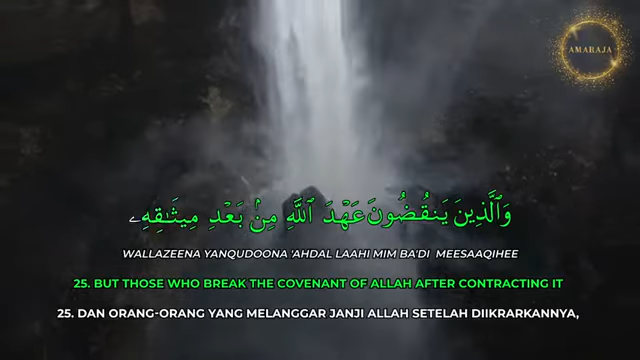 AMARAJA
وَٱلَّذِينَ يَنقُضُونَ عَهْدَ ٱللَّهِ مِنۢ بَعْدِ مِيثَـٰقِهِۦ
WALLAZEENA YANQUDOONA 'AHDAL LAAHI MIM BA'DI MEESAAQIHEE
25. BUT THOSE WHO BREAK THE COVENANT OF ALLAH AFTER CONTRACTING IT
25. DAN ORANG-ORANG YANG MELANGGAR JANJI ALLAH SETELAH DIIKRARKANNYA,